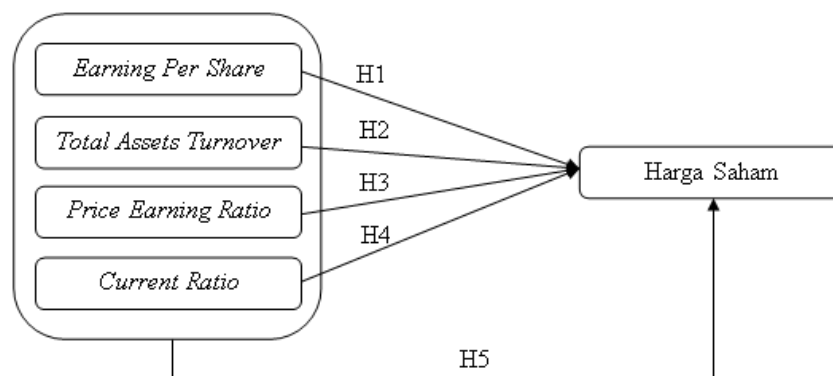 Earning Per Share
H1
Total Assets Turnover
H2
Harga Saham
Price Earning Ratio
H3
Current Ratio
H4
H5